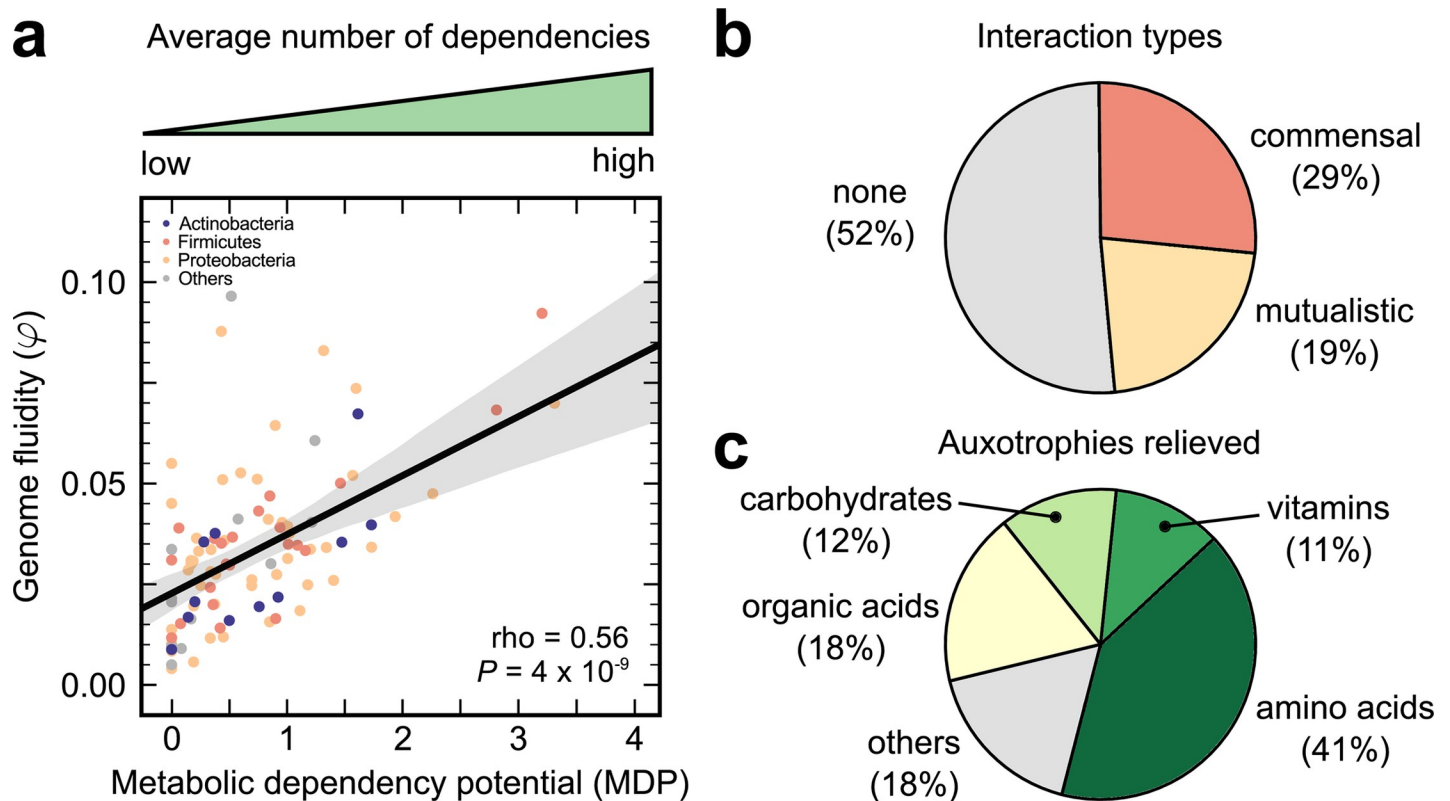 a
Average number of dependencies
low
high
Actinobacteria
Firmicutes
Proteobacteria
Others
0.10
0.05
0.00
Genome fluidity (φ)
rho = 0.56
P = 4 x 10⁻⁹
0 1 2 3 4
Metabolic dependency potential (MDP)
b
Interaction types
none
(52%)
commensal
(29%)
mutualistic
(19%)
c
Auxotrophies relieved
carbohydrates
(12%)
vitamins
(11%)
organic acids
(18%)
others
(18%)
amino acids
(41%)